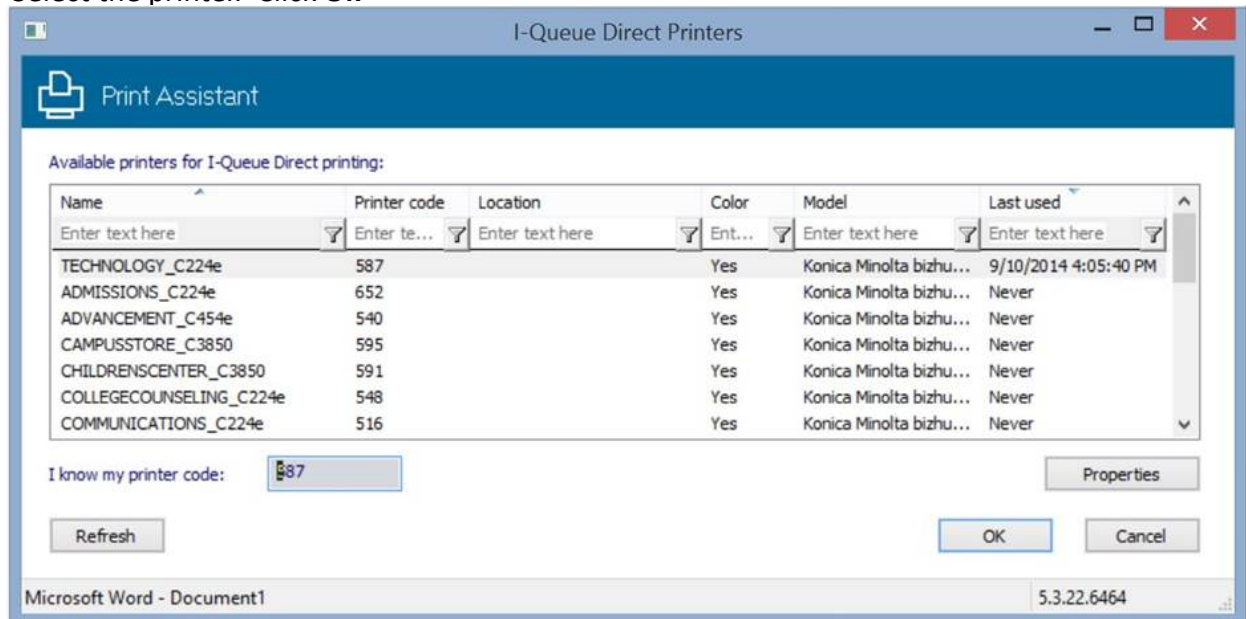 Select the printer. Click OK
I-Queue Direct Printers
Print Assistant
Available printers for I-Queue Direct printing:
Name Printer code Location Color Model Last used
Enter text here Enter te... Enter text here Ent... Enter text here Enter text here
TECHNOLOGY_C224e 587 Yes Konica Minolta bizhu... 9/10/2014 4:05:40 PM
ADMISSIONS_C224e 652 Yes Konica Minolta bizhu... Never
ADVANCEMENT_C454e 540 Yes Konica Minolta bizhu... Never
CAMPUSSTORE_C3850 595 Yes Konica Minolta bizhu... Never
CHILDRENSCENTER_C3850 591 Yes Konica Minolta bizhu... Never
COLLEGECOUNSELING_C224e 548 Yes Konica Minolta bizhu... Never
COMMUNICATIONS_C224e 516 Yes Konica Minolta bizhu... Never
I know my printer code: 587 Properties
Refresh OK Cancel
Microsoft Word - Document1 5.3.22.6464